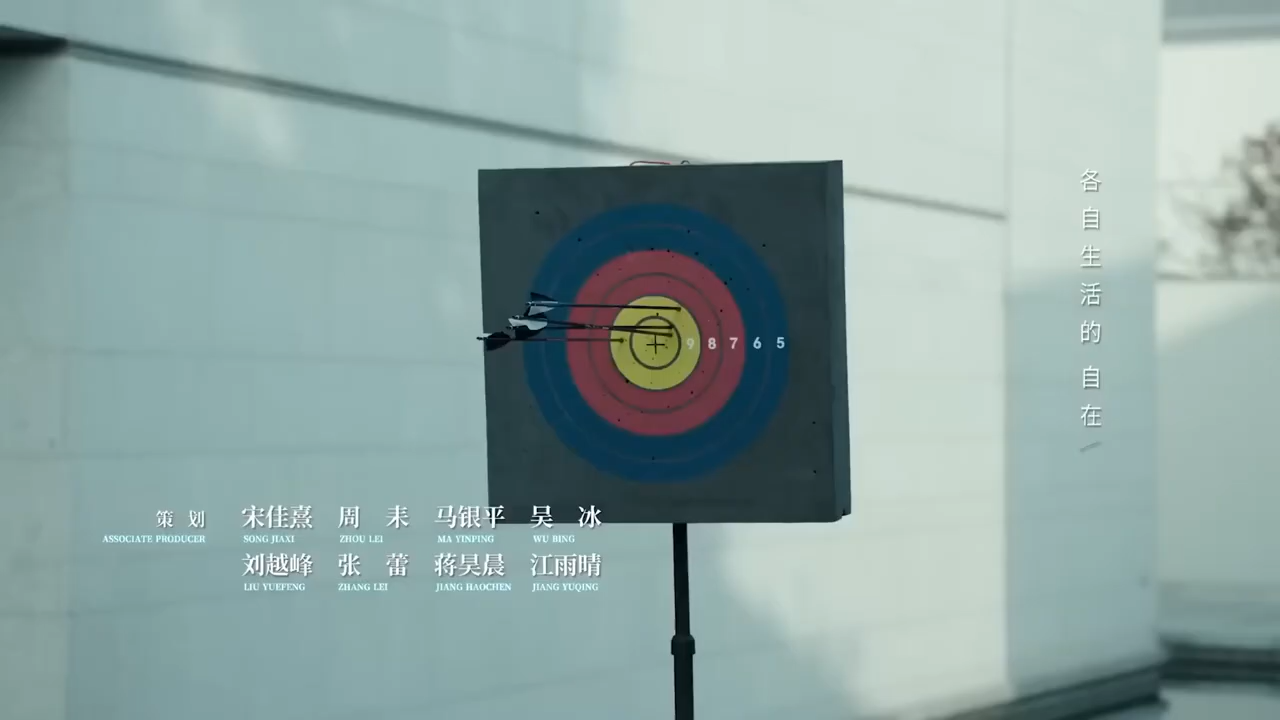 各自生活的 自在
9 8 7 6 5
策 划 宋佳熹 周 耒 马银平 吴 冰
ASSOCIATE PRODUCER SONG JIAXI ZHOU LEI MA YINPING WU BING
刘越峰 张 蕾 蒋昊晨 江雨晴
LIU YUEFENG ZHANG LEI JIANG HAOCHEN JIANG YUQING